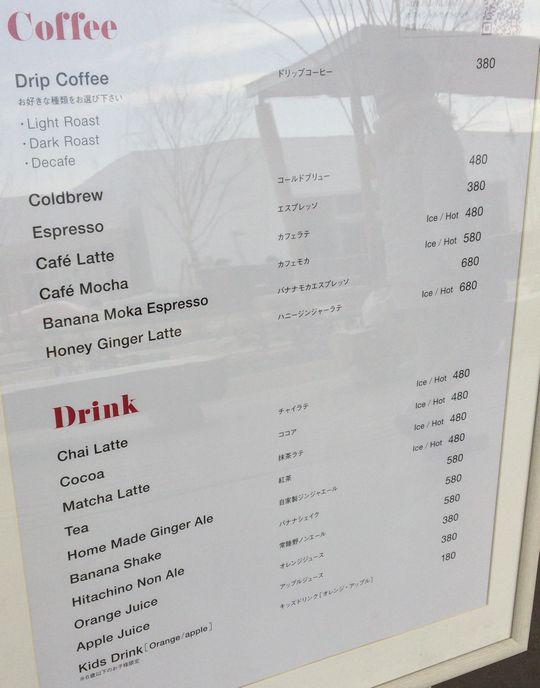 Coffee
Drip Coffee ドリップコーヒー 380
お好きな種類をお選び下さい
・Light Roast
・Dark Roast
・Decafe
Coldbrew コールドブリュー 480
Espresso エスプレッソ 380
Café Latte カフェラテ Ice / Hot 480
Café Mocha カフェモカ Ice / Hot 580
Banana Moka Espresso バナナモカエスプレッソ 680
Honey Ginger Latte ハニージンジャーラテ Ice / Hot 680
Drink
Chai Latte チャイラテ Ice / Hot 480
Cocoa ココア Ice / Hot 480
Matcha Latte 抹茶ラテ Ice / Hot 480
Tea 紅茶 Ice / Hot 480
Home Made Ginger Ale 自家製ジンジャエール 580
Banana Shake バナナシェイク 580
Hitachino Non Ale 常陸野ノンエール 580
Orange Juice オレンジジュース 380
Apple Juice アップルジュース 380
Kids Drink [Orange/apple] キッズドリンク [オレンジ・アップル] 180
※6歳以下のお子様限定